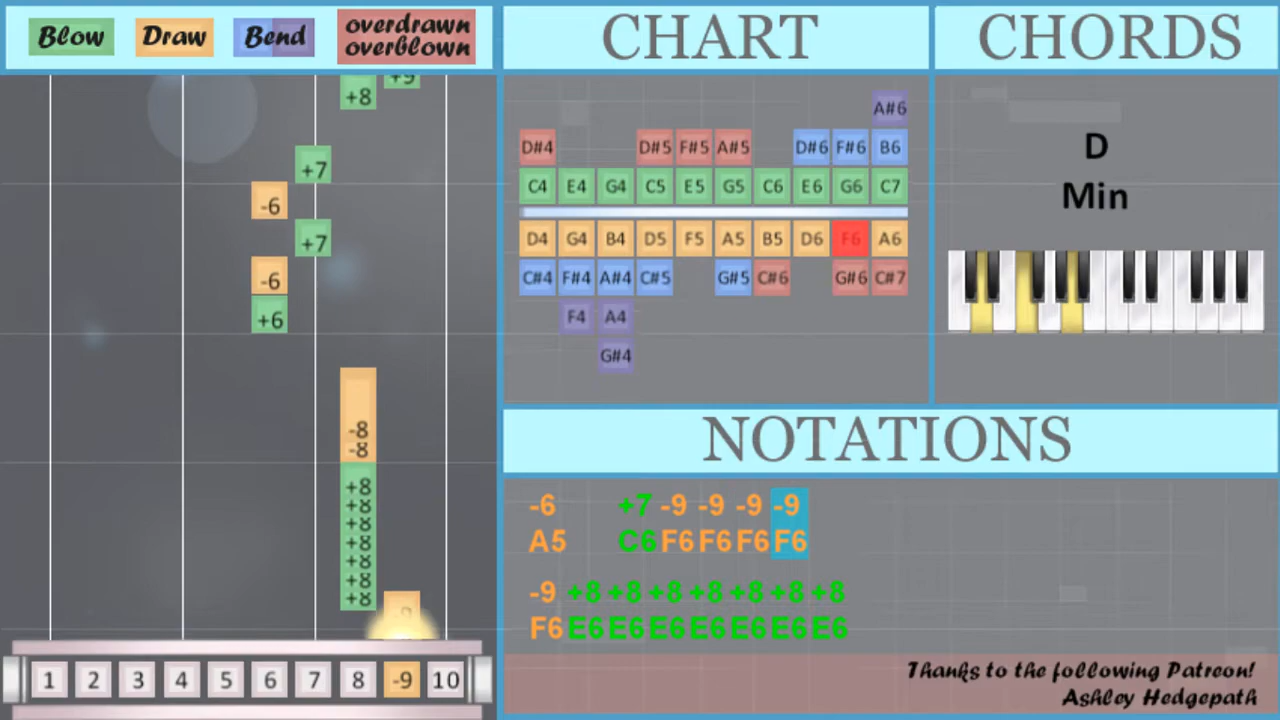 Blow Draw Bend overdrawn
overblown
CHART
CHORDS
+9
+8
+7
-6
+7
-6
+6
-8
-8
+8
+8
+8
+8
+8
+8
+8
1 2 3 4 5 6 7 8 -9 10
A#6
D#4 D#5 F#5 A#5 D#6 F#6 B6
C4 E4 G4 C5 E5 G5 C6 E6 G6 C7
D4 G4 B4 D5 F5 A5 B5 D6 F6 A6
C#4 F#4 A#4 C#5 G#5 C#6 G#6 C#7
F4 A4
G#4
D
Min
NOTATIONS
-6 +7 -9 -9 -9 -9
A5 C6 F6 F6 F6 F6
-9 +8 +8 +8 +8 +8 +8 +8
F6 E6 E6 E6 E6 E6 E6 E6
Thanks to the following Patreon!
Ashley Hedgepath